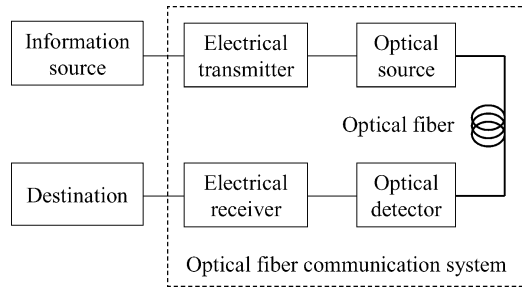 Information
source
Electrical
transmitter
Optical
source
Optical fiber
Destination
Electrical
receiver
Optical
detector
Optical fiber communication system